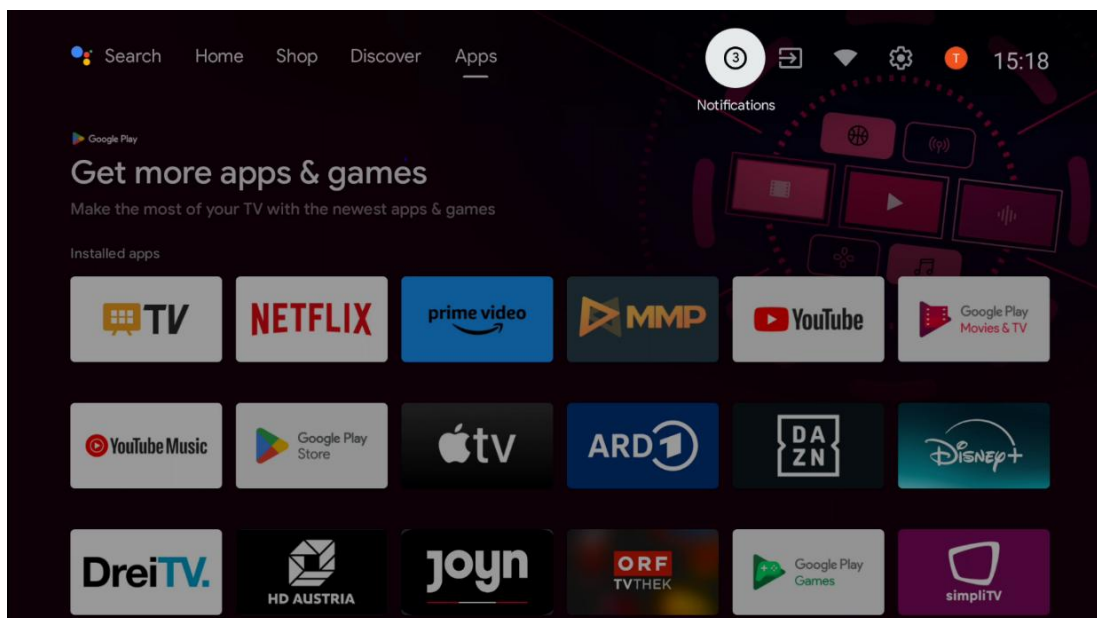 Search Home Shop Discover Apps 3 T 15:18
Notifications
Google Play
Get more apps & games
Make the most of your TV with the newest apps & games
Installed apps
TV NETFLIX prime video MMP YouTube Google Play Movies & TV
YouTube Music Google Play Store tv ARD 1 DAZN Disney+
DreiTV. HD AUSTRIA Joyn ORF TVTHEK Google Play Games simpliTV